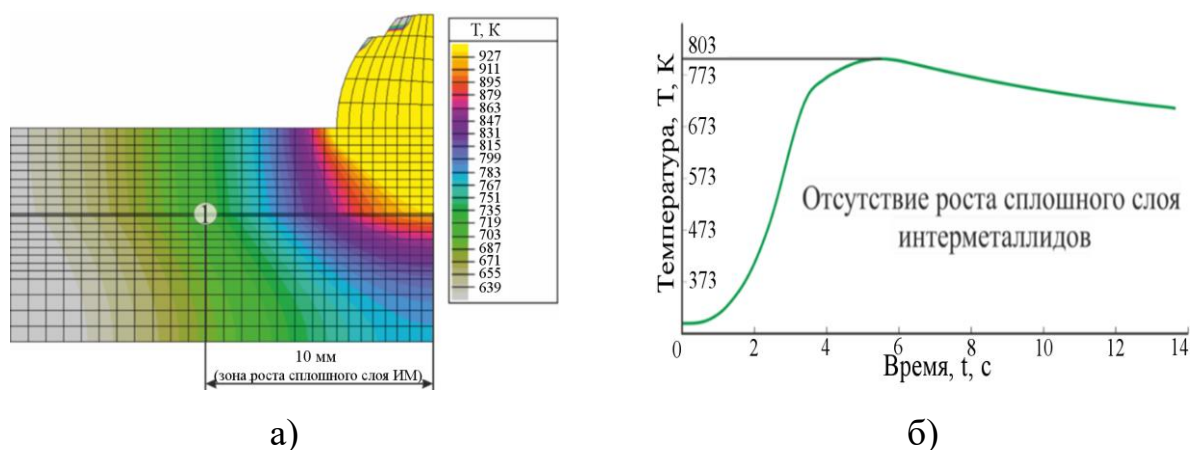 Т, К
927
911
895
879
863
847
831
815
799
783
767
751
735
719
703
687
671
655
639
1
10 мм
(зона роста сплошного слоя ИМ)
а)
Температура, Т, К
803
773
673
573
473
373
Отсутствие роста сплошного слоя
интерметаллидов
0 2 4 6 8 10 12 14
Время, t, с
б)